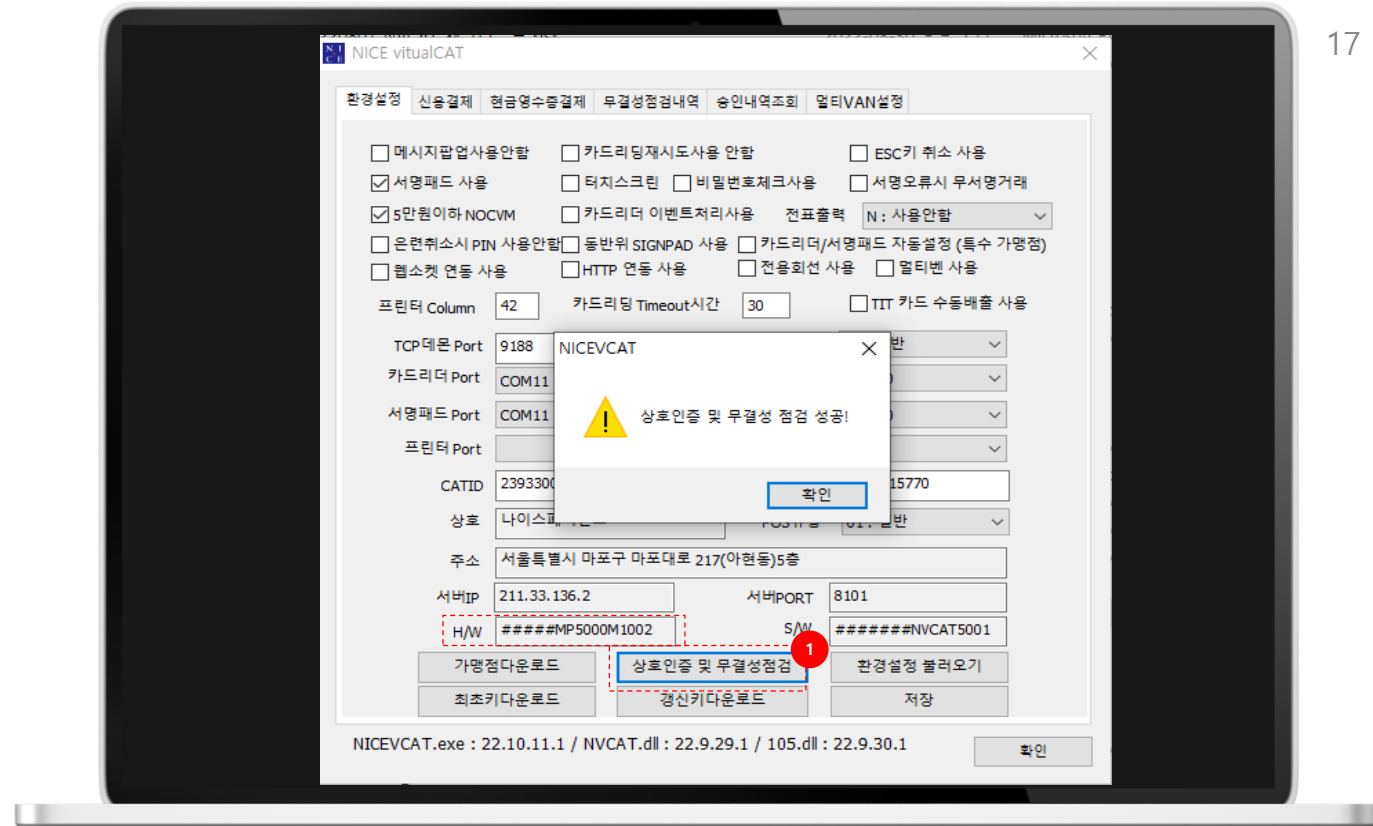 17
NICE vitualCAT
환경설정 신용결제 현금영수증결제 무결성점검내역 승인내역조회 멀티VAN설정
메시지팝업사용안함 카드리딩재시도사용 안함 ESC키 취소 사용
서명패드 사용 터치스크린 비밀번호체크사용 서명오류시 무서명거래
5만원이하 NOCVM 카드리더 이벤트처리사용 전표출력 N : 사용안함
은련취소시 PIN 사용안함 동반위 SIGNPAD 사용 카드리더/서명패드 자동설정 (특수 가맹점)
웹소켓 연동 사용 HTTP 연동 사용 전용회선 사용 멀티벤 사용
프린터 Column 42 카드리딩 Timeout시간 30 TIT 카드 수동배출 사용
TCP데몬 Port 9188
카드리더 Port COM11
서명패드 Port COM11
프린터 Port
NICEVCAT
상호인증 및 무결성 점검 성공!
확인
CATID 2393300 15770
상호
주소 서울특별시 마포구 마포대로 217(아현동)5층
서버IP 211.33.136.2 서버PORT 8101
H/W #####MP5000M1002 S/W #######NVCAT5001
1
가맹점다운로드 상호인증 및 무결성점검 환경설정 불러오기
최초키다운로드 갱신키다운로드 저장
NICEVCAT.exe : 22.10.11.1 / NVCAT.dll : 22.9.29.1 / 105.dll : 22.9.30.1 확인